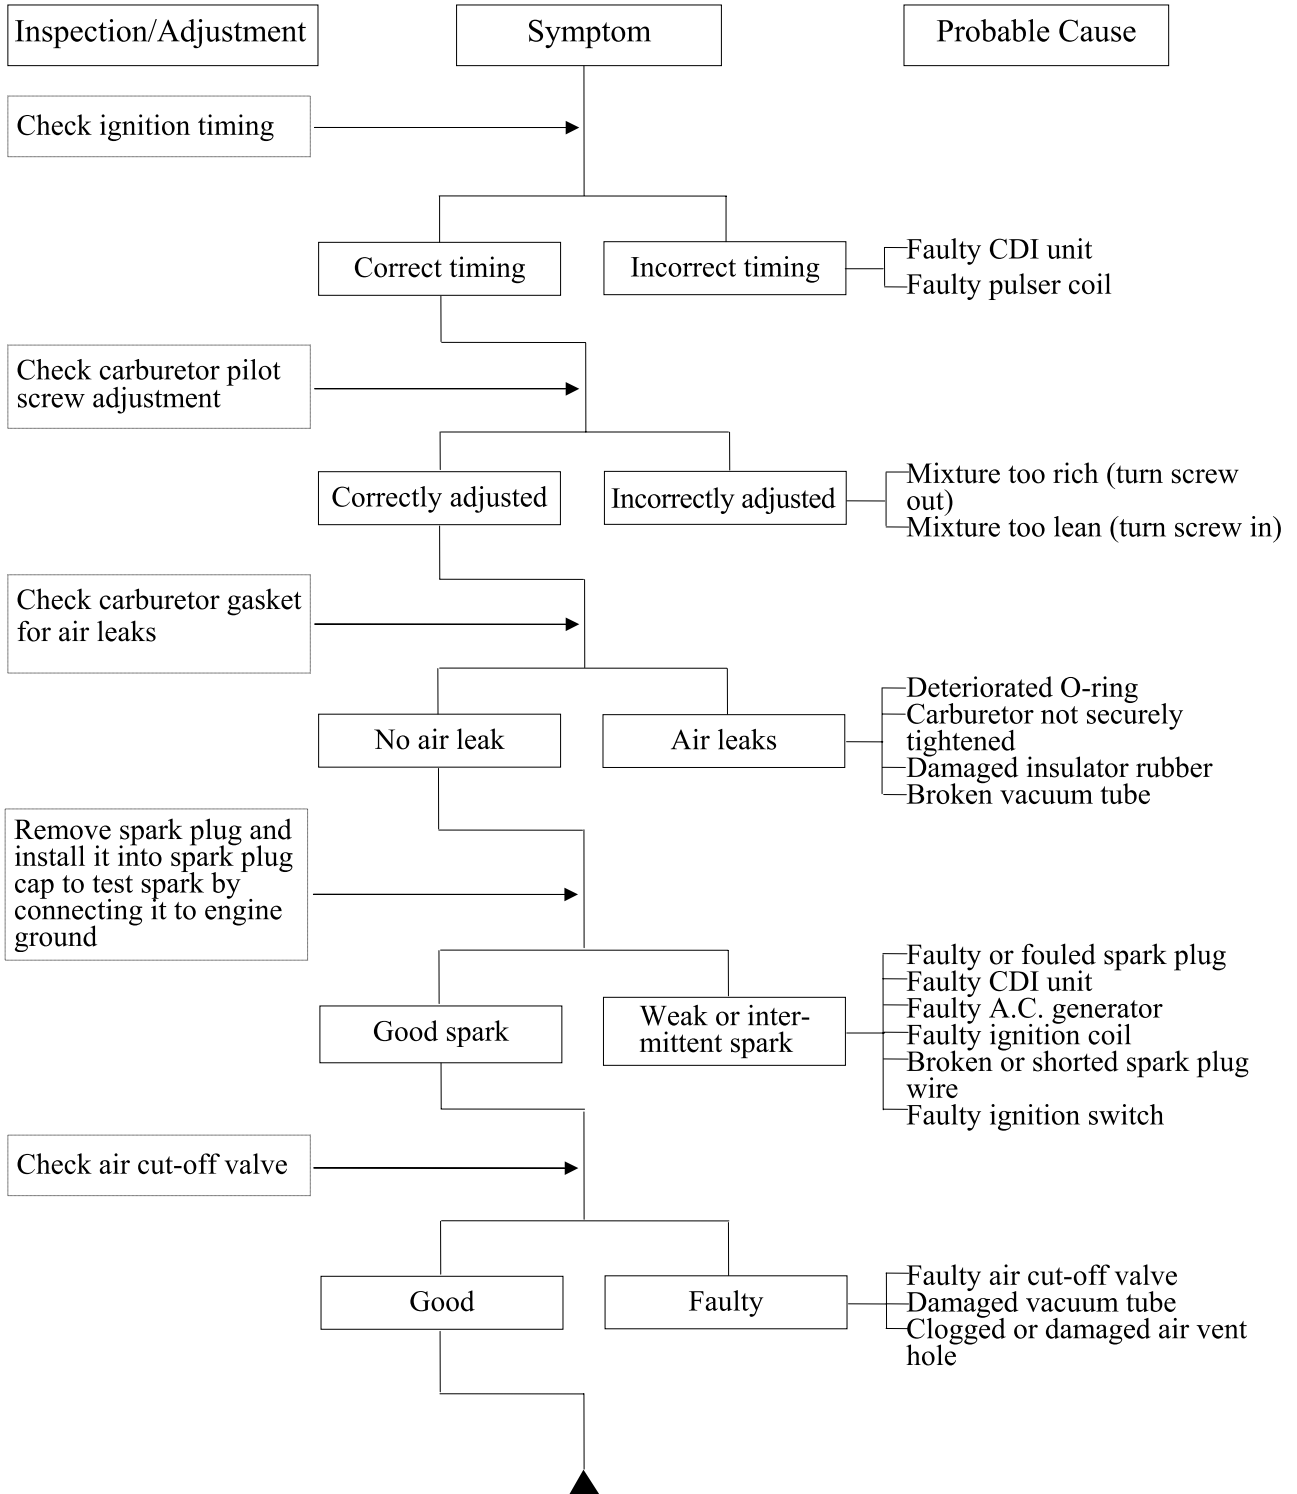 Inspection/Adjustment
Symptom
Probable Cause
Check ignition timing
Correct timing
Incorrect timing
Faulty CDI unit
Faulty pulser coil
Check carburetor pilot
screw adjustment
Correctly adjusted
Incorrectly adjusted
Mixture too rich (turn screw
out)
Mixture too lean (turn screw in)
Check carburetor gasket
for air leaks
No air leak
Air leaks
Deteriorated O-ring
Carburetor not securely
tightened
Damaged insulator rubber
Broken vacuum tube
Remove spark plug and
install it into spark plug
cap to test spark by
connecting it to engine
ground
Good spark
Weak or inter-
mittent spark
Faulty or fouled spark plug
Faulty CDI unit
Faulty A.C. generator
Faulty ignition coil
Broken or shorted spark plug
wire
Faulty ignition switch
Check air cut-off valve
Good
Faulty
Faulty air cut-off valve
Damaged vacuum tube
Clogged or damaged air vent
hole